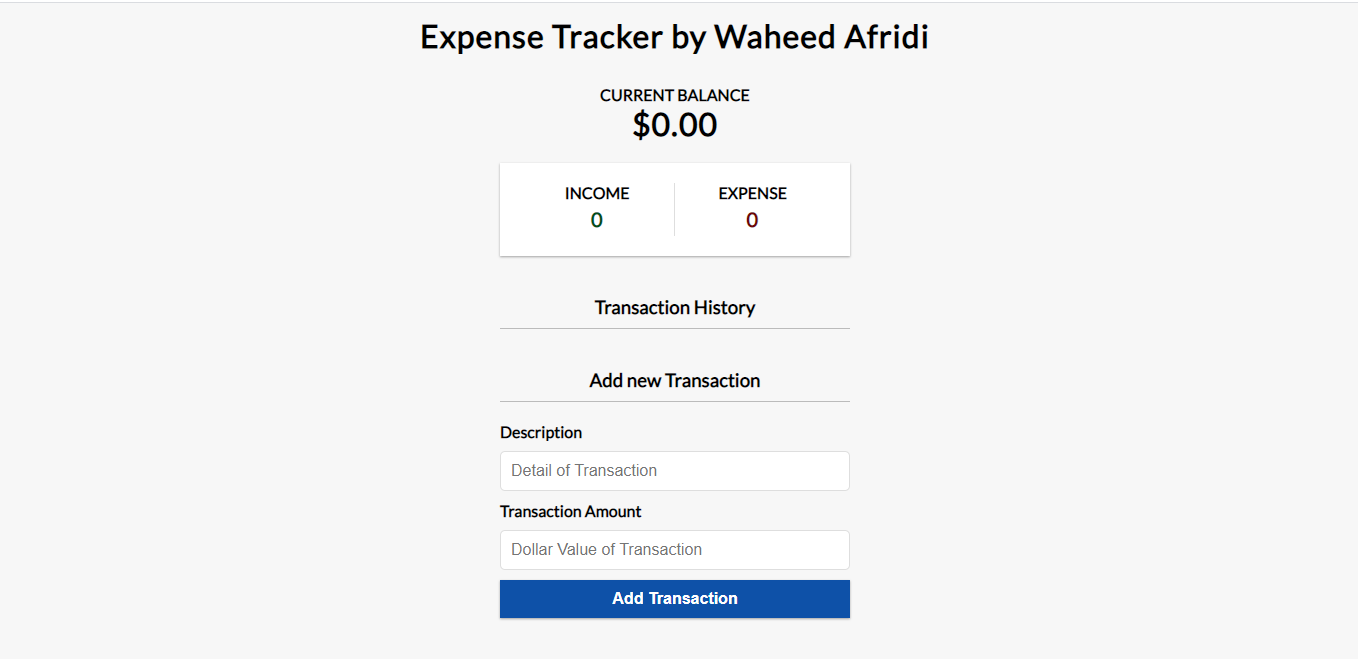 Expense Tracker by Waheed Afridi
CURRENT BALANCE
$0.00
INCOME
0
EXPENSE
0
Transaction History
Add new Transaction
Description
Detail of Transaction
Transaction Amount
Dollar Value of Transaction
Add Transaction